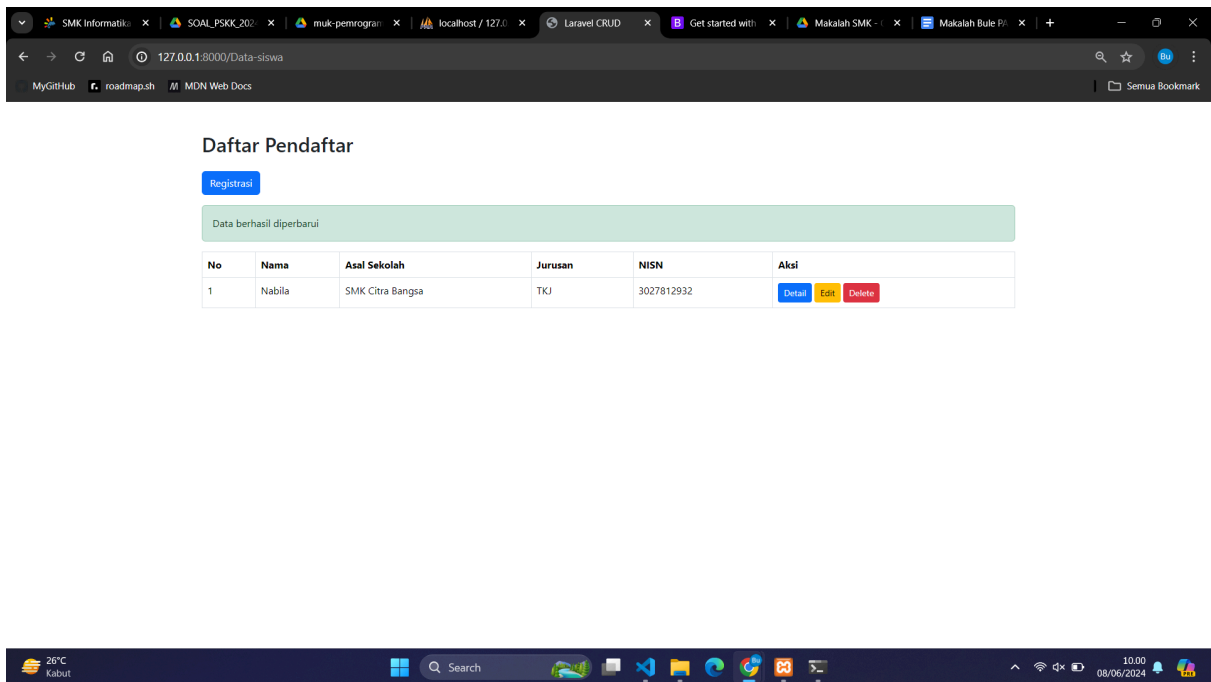 SMK Informatika
SOAL_PSKK_202
muk-pemrogram
localhost / 127.0
Laravel CRUD
B Get started with
Makalah SMK - (
Makalah Bule PA
127.0.0.1:8000/Data-siswa
Bu
MyGitHub r. roadmap.sh M MDN Web Docs Semua Bookmark
Daftar Pendaftar
Registrasi
Data berhasil diperbarui
No Nama Asal Sekolah Jurusan NISN Aksi
1 Nabila SMK Citra Bangsa TKJ 3027812932 Detail Edit Delete
26°C
Kabut
Search
10.00
08/06/2024
PRE